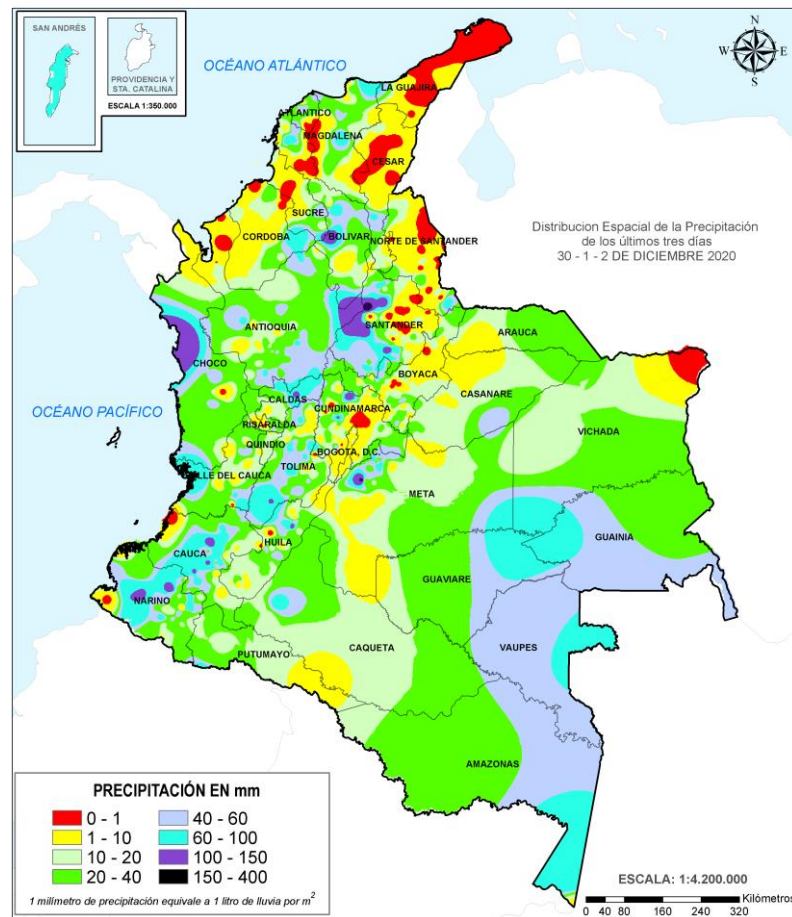 SAN ANDRÉS
PROVIDENCIA Y
STA. CATALINA
ESCALA 1:350.000
OCÉANO ATLÁNTICO
N
W E
S
LA GUAJIRA
ATLANTICO
MAGDALENA
CESAR
SUCRE
CORDOBA
BOLIVAR
NORTE DE SANTANDER
Distribucion Espacial de la Precipitación
de los últimos tres días
30 - 1 - 2 DE DICIEMBRE 2020
ANTIOQUIA
SANTANDER
ARAUCA
CHOCO
BOYACA
CASANARE
OCÉANO PACÍFICO
CALDAS
CUNDINAMARCA
RISARALDA
VICHADA
QUINDIO
BOGOTA, D.C.
TOLIMA
VALLE DEL CAUCA
META
GUAINIA
HUILA
CAUCA
GUAVIARE
NARIÑO
VAUPES
PUTUMAYO
CAQUETA
AMAZONAS
PRECIPITACIÓN EN mm
0 - 1
40 - 60
1 - 10
60 - 100
10 - 20
100 - 150
20 - 40
150 - 400
1 milímetro de precipitación equivale a 1 litro de lluvia por m²
ESCALA: 1:4.200.000
Kilómetros
0 40 80 160 240 320